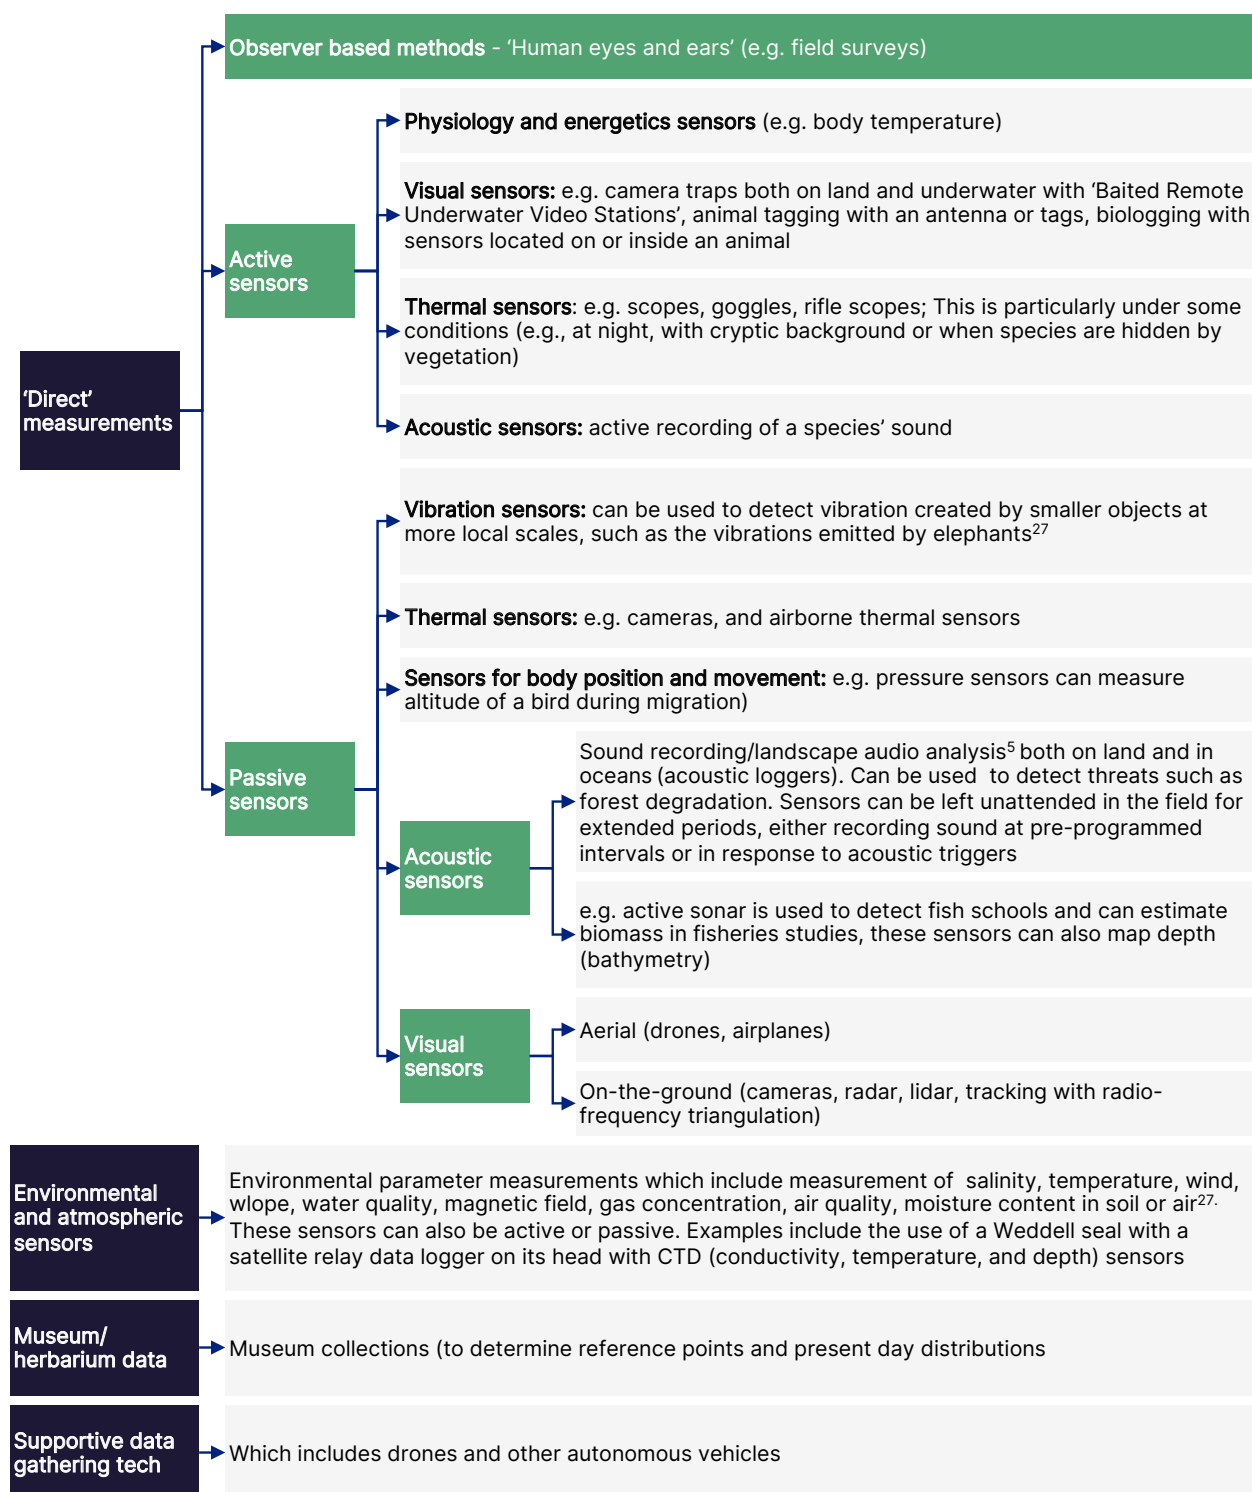 Observer based methods - ‘Human eyes and ears’ (e.g. field surveys)
Physiology and energetics sensors (e.g. body temperature)
Visual sensors: e.g. camera traps both on land and underwater with ‘Baited Remote
Underwater Video Stations’, animal tagging with an antenna or tags, biologging with
sensors located on or inside an animal
Active
sensors
Thermal sensors: e.g. scopes, goggles, rifle scopes; This is particularly under some
conditions (e.g., at night, with cryptic background or when species are hidden by
vegetation)
‘Direct’
measurements
Acoustic sensors: active recording of a species’ sound
Vibration sensors: can be used to detect vibration created by smaller objects at
more local scales, such as the vibrations emitted by elephants27
Thermal sensors: e.g. cameras, and airborne thermal sensors
Sensors for body position and movement: e.g. pressure sensors can measure
altitude of a bird during migration)
Passive
sensors
Sound recording/landscape audio analysis5 both on land and in
oceans (acoustic loggers). Can be used  to detect threats such as
forest degradation. Sensors can be left unattended in the field for
extended periods, either recording sound at pre-programmed
intervals or in response to acoustic triggers
Acoustic
sensors
e.g. active sonar is used to detect fish schools and can estimate
biomass in fisheries studies, these sensors can also map depth
(bathymetry)
Visual
sensors
Aerial (drones, airplanes)
On-the-ground (cameras, radar, lidar, tracking with radio-
frequency triangulation)
Environmental
and atmospheric
sensors
Environmental parameter measurements which include measurement of  salinity, temperature, wind,
wlope, water quality, magnetic field, gas concentration, air quality, moisture content in soil or air27.
These sensors can also be active or passive. Examples include the use of a Weddell seal with a
satellite relay data logger on its head with CTD (conductivity, temperature, and depth) sensors
Museum/
herbarium data
Museum collections (to determine reference points and present day distributions
Supportive data
gathering tech
Which includes drones and other autonomous vehicles